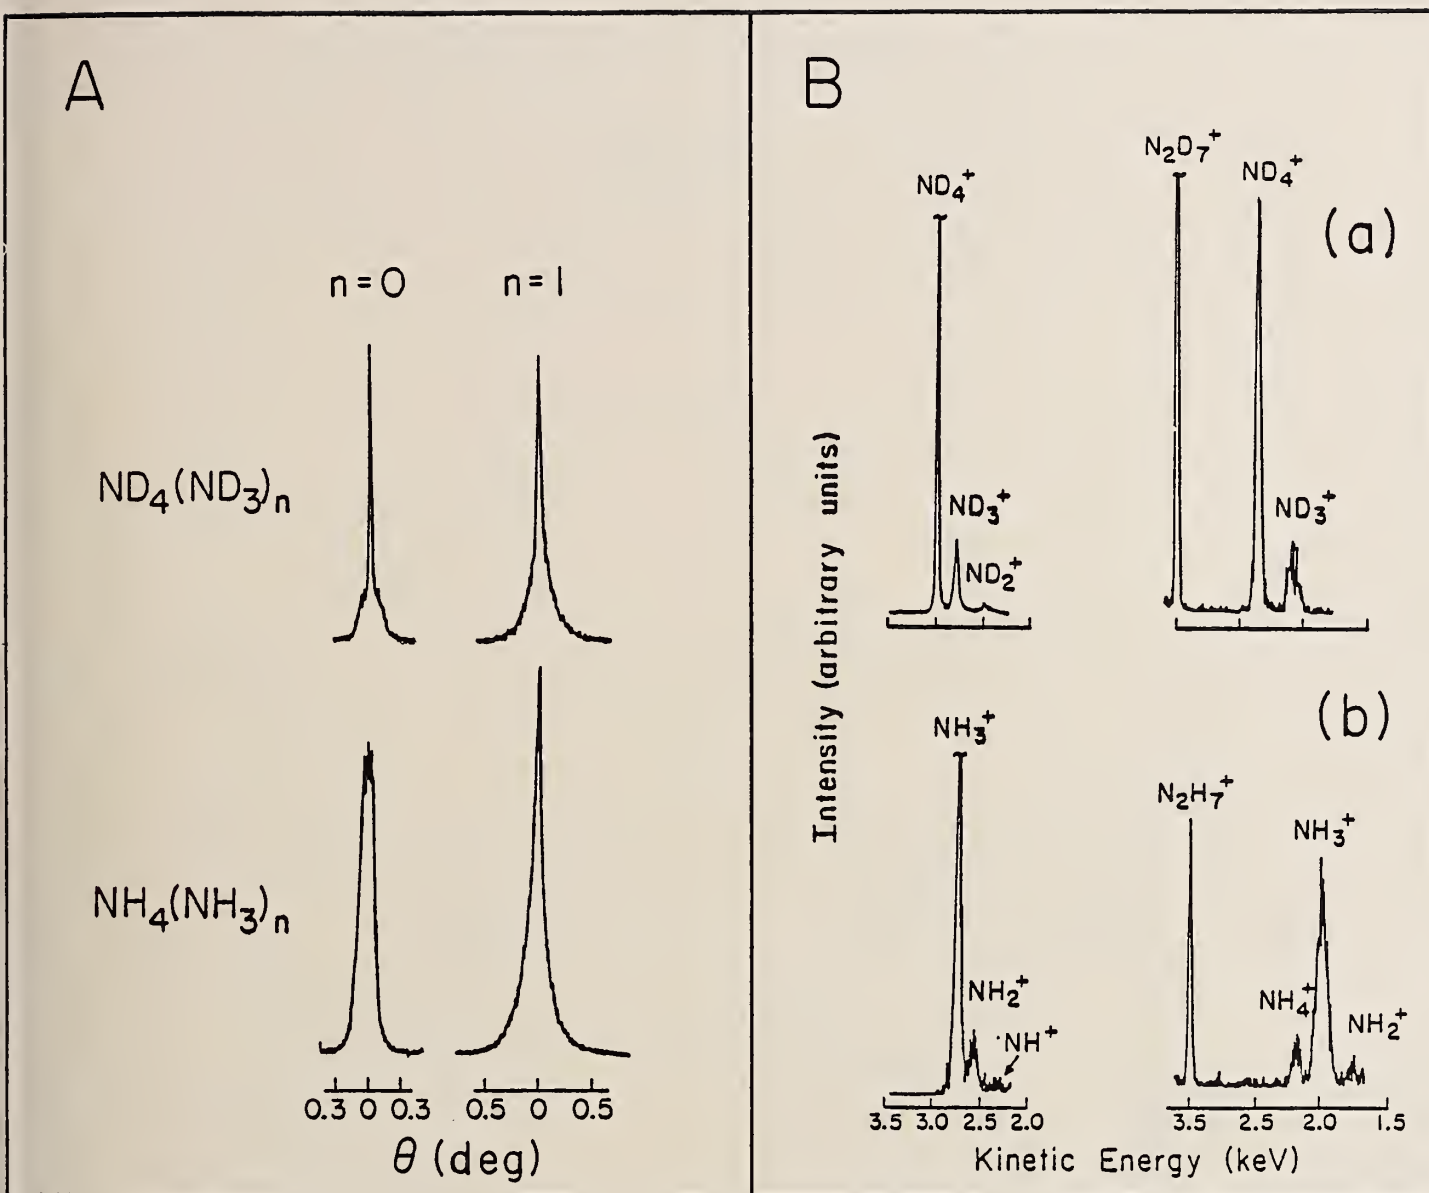 A
n = 0
n = 1
ND₄(ND₃)ₙ
NH₄(NH₃)ₙ
0.3 0 0.3
0.5 0 0.5
θ (deg)
B
Intensity (arbitrary units)
ND₄⁺
ND₃⁺
ND₂⁺
N₂D₇⁺
ND₄⁺
ND₃⁺
(a)
NH₃⁺
NH₂⁺
NH⁺
N₂H₇⁺
NH₄⁺
NH₃⁺
NH₂⁺
(b)
3.5 3.0 2.5 2.0
3.5 2.5 2.0 1.5
Kinetic Energy (keV)